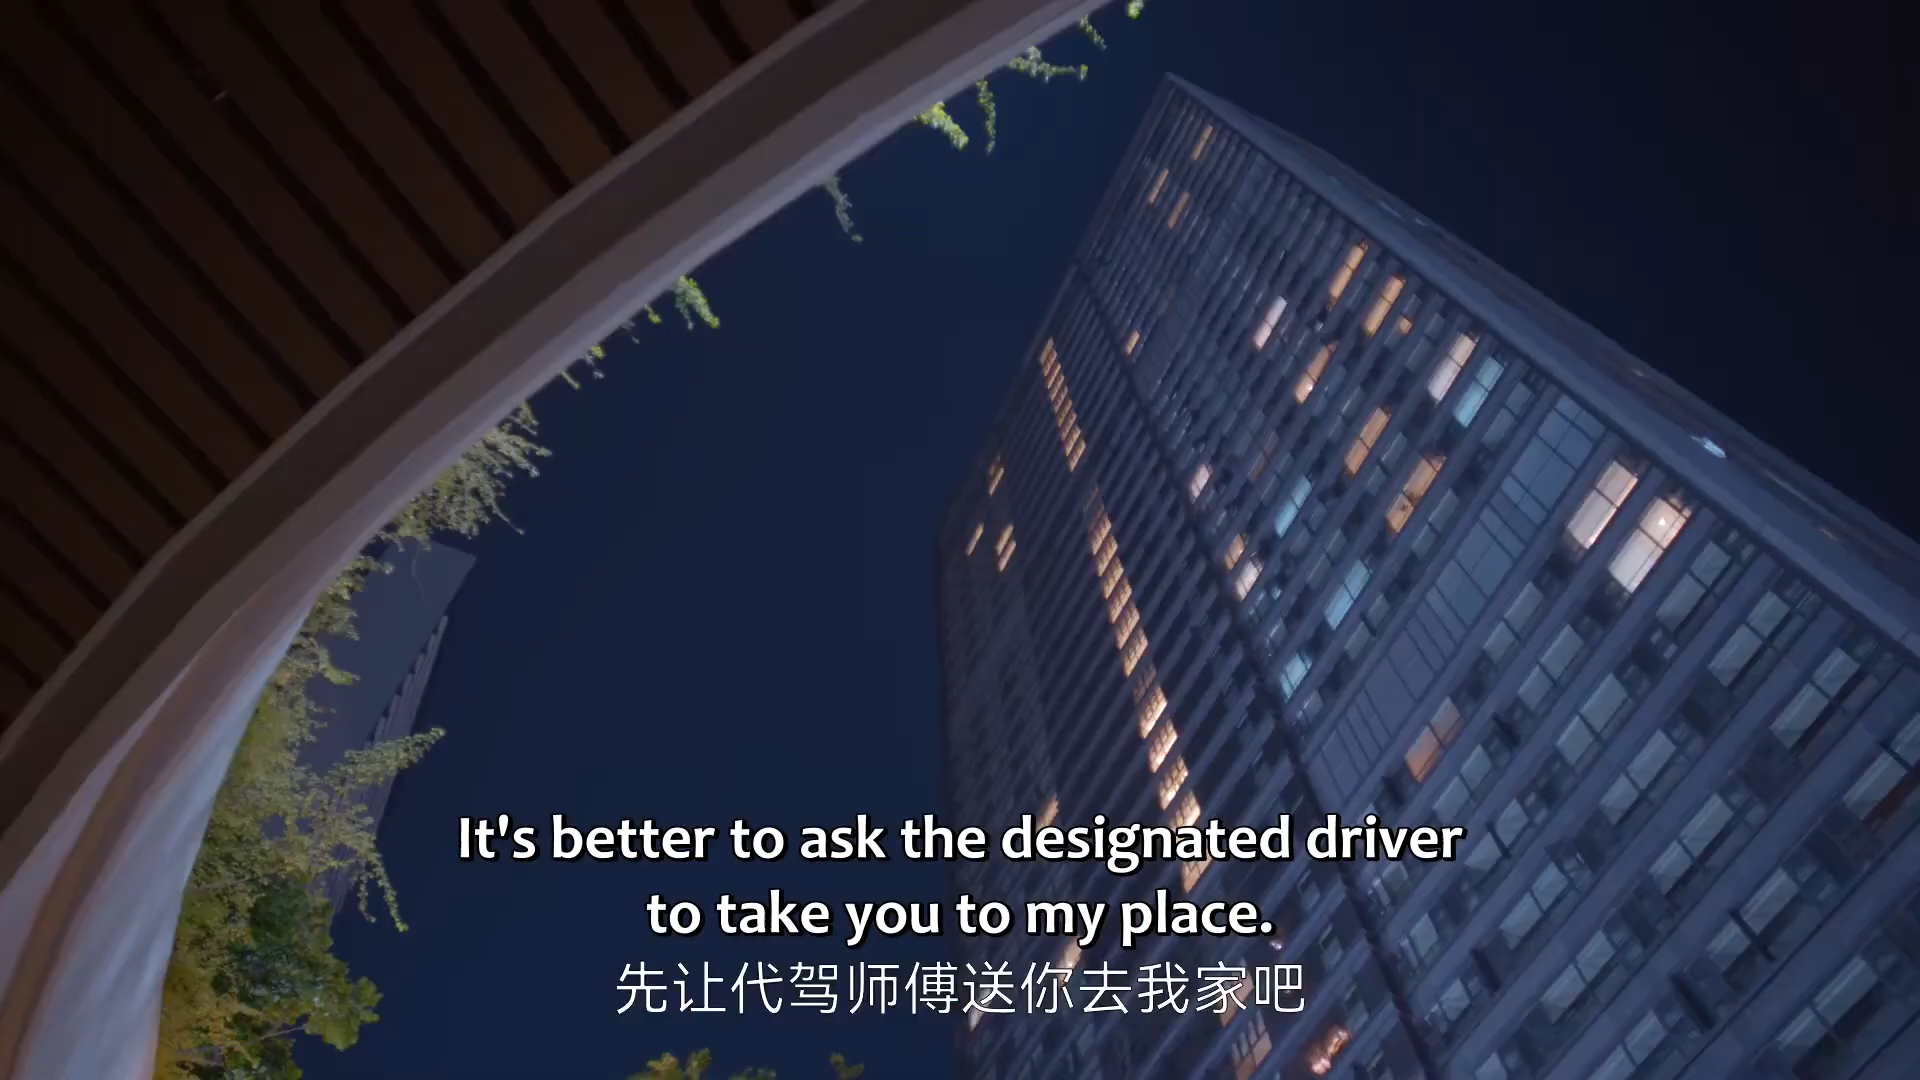 It's better to ask the designated driver
to take you to my place.
先让代驾师傅送你去我家吧